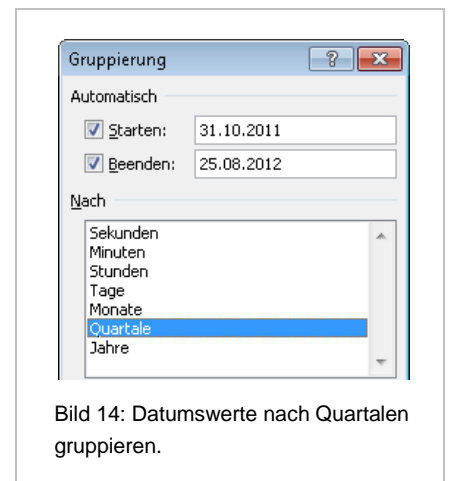 Gruppierung
Automatisch
Starten: 31.10.2011
Beenden: 25.08.2012
Nach
Sekunden
Minuten
Stunden
Tage
Monate
Quartale
Jahre
Bild 14: Datumswerte nach Quartalen
gruppieren.